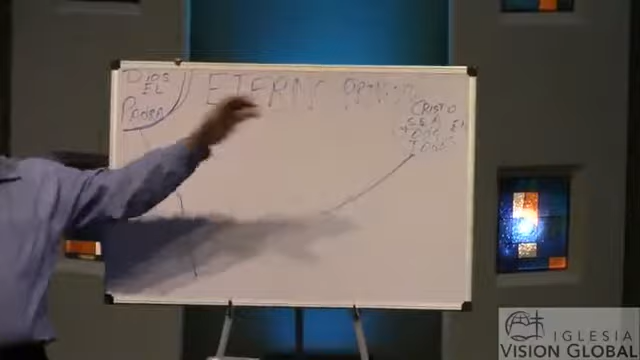 DIOS
EL
PADRE
ETERNO
CRISTO
SEA
TODO EN
TODOS
IGLESIA
VISION GLOBAL